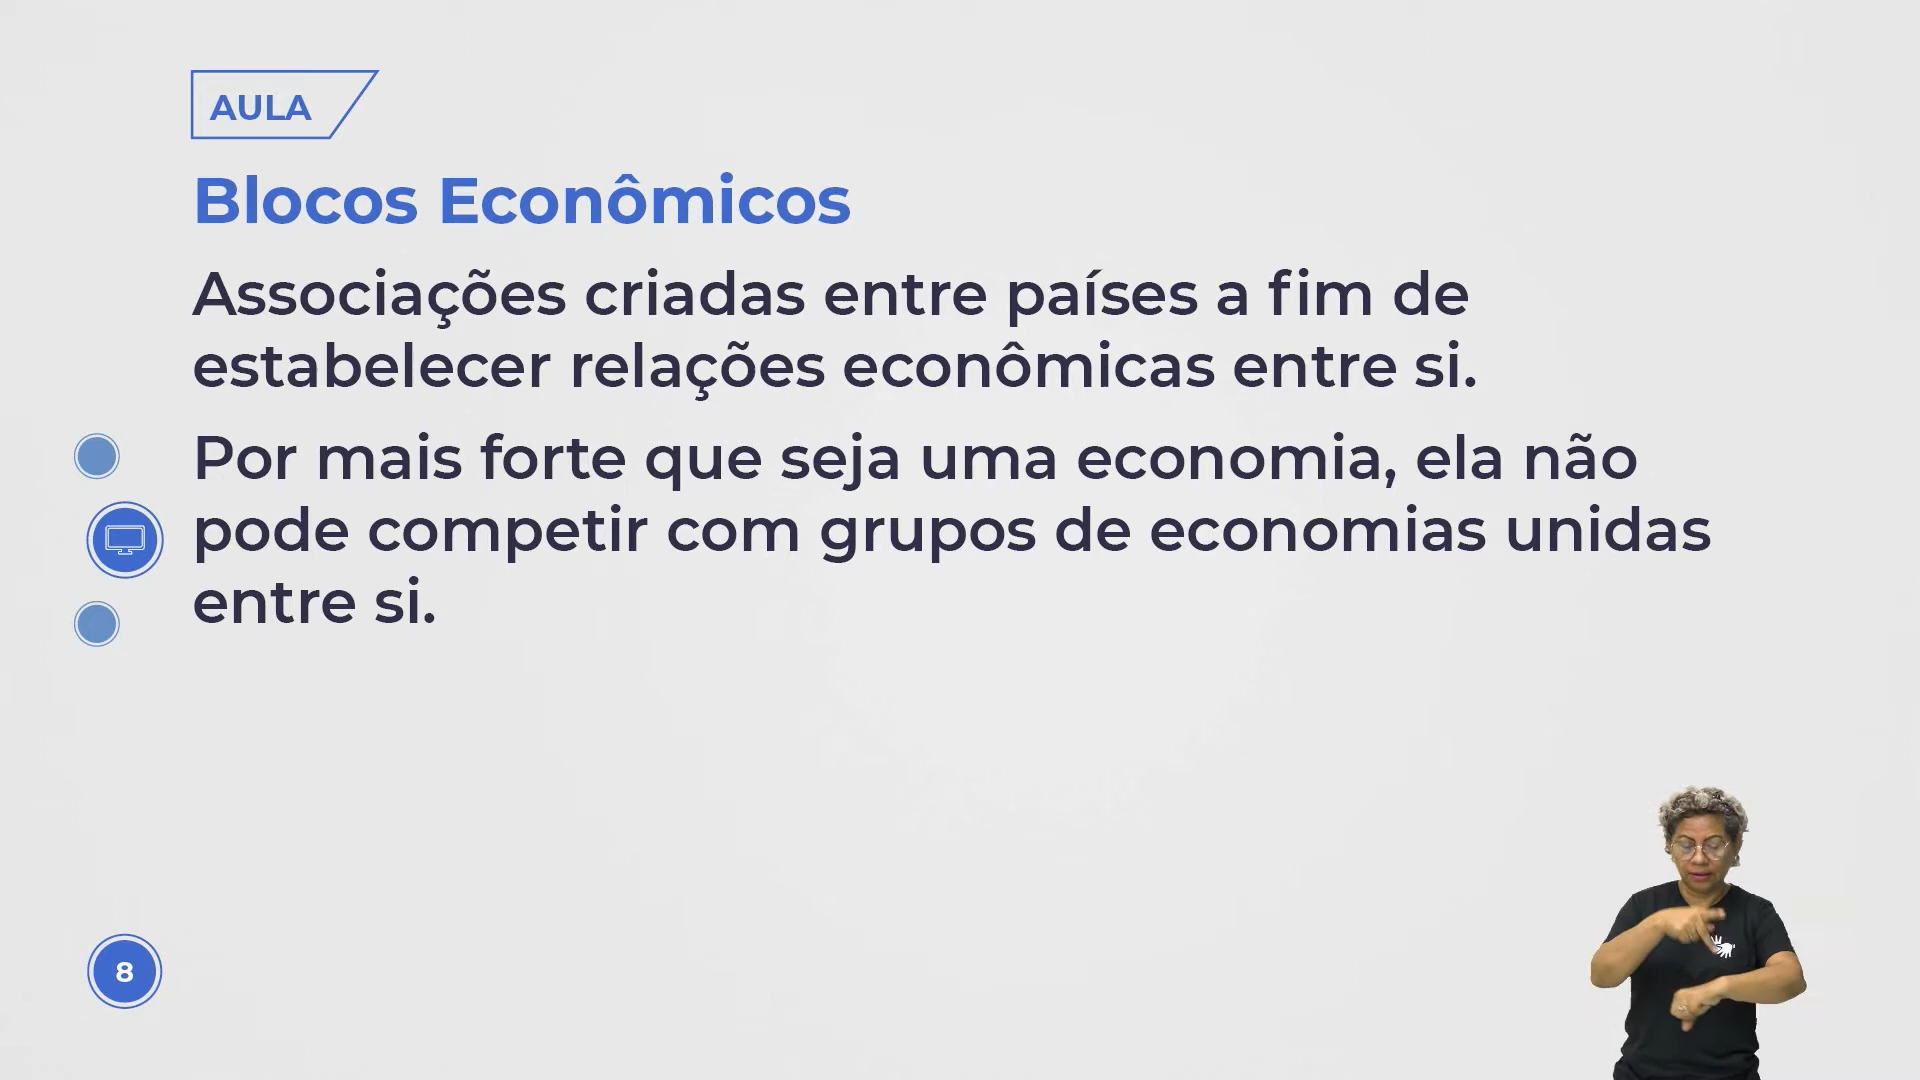 AULA
Blocos Econômicos
Associações criadas entre países a fim de
estabelecer relações econômicas entre si.
Por mais forte que seja uma economia, ela não
pode competir com grupos de economias unidas
entre si.
8